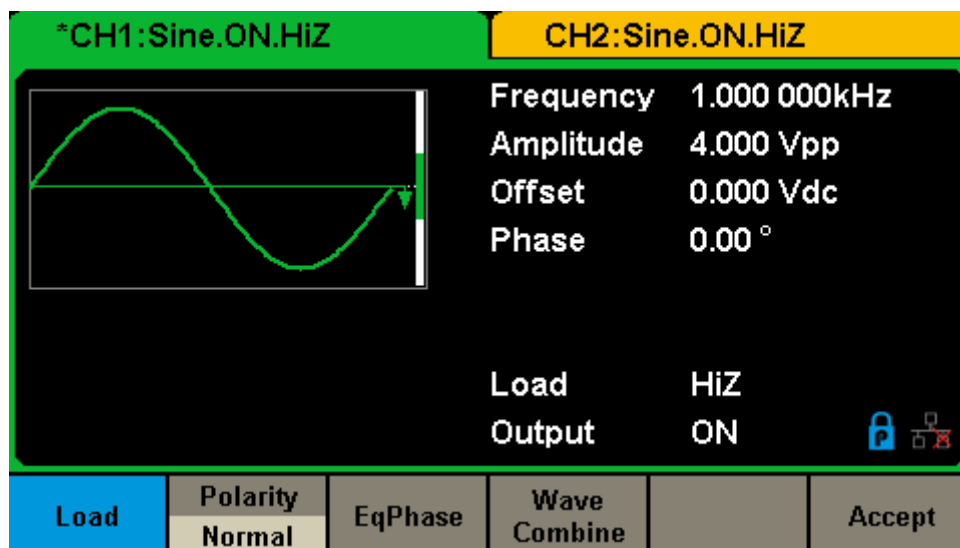 *CH1:Sine.ON.HiZ
CH2:Sine.ON.HiZ
Frequency 1.000 000kHz
Amplitude 4.000 Vpp
Offset 0.000 Vdc
Phase 0.00 °
Load HiZ
Output ON
P
Load
Polarity
Normal
EqPhase
Wave
Combine
Accept